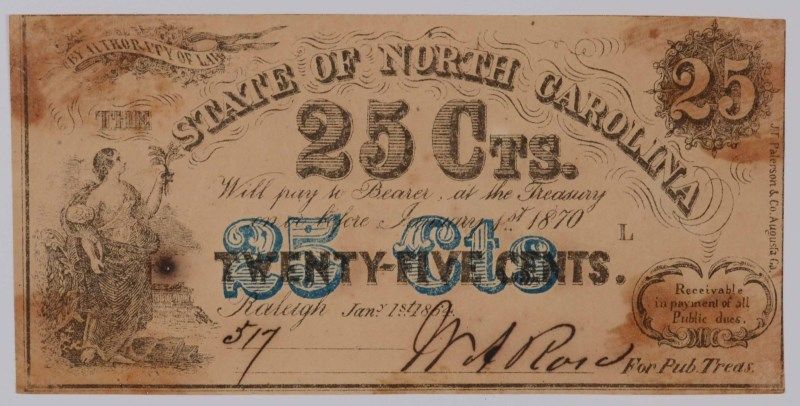 BY AUTHORITY OF LAW
THE
STATE OF NORTH CAROLINA
25
25 CTS.
Will pay to Bearer, at the Treasury
on or before January 1st 1870
L
25 Cts
TWENTY-FIVE CENTS.
Raleigh Jany 1st 1864.
517
W A Rose
For Pub. Treas.
Receivable
in payment of all
Public dues.
J.T. Paterson & Co Augusta Ga.